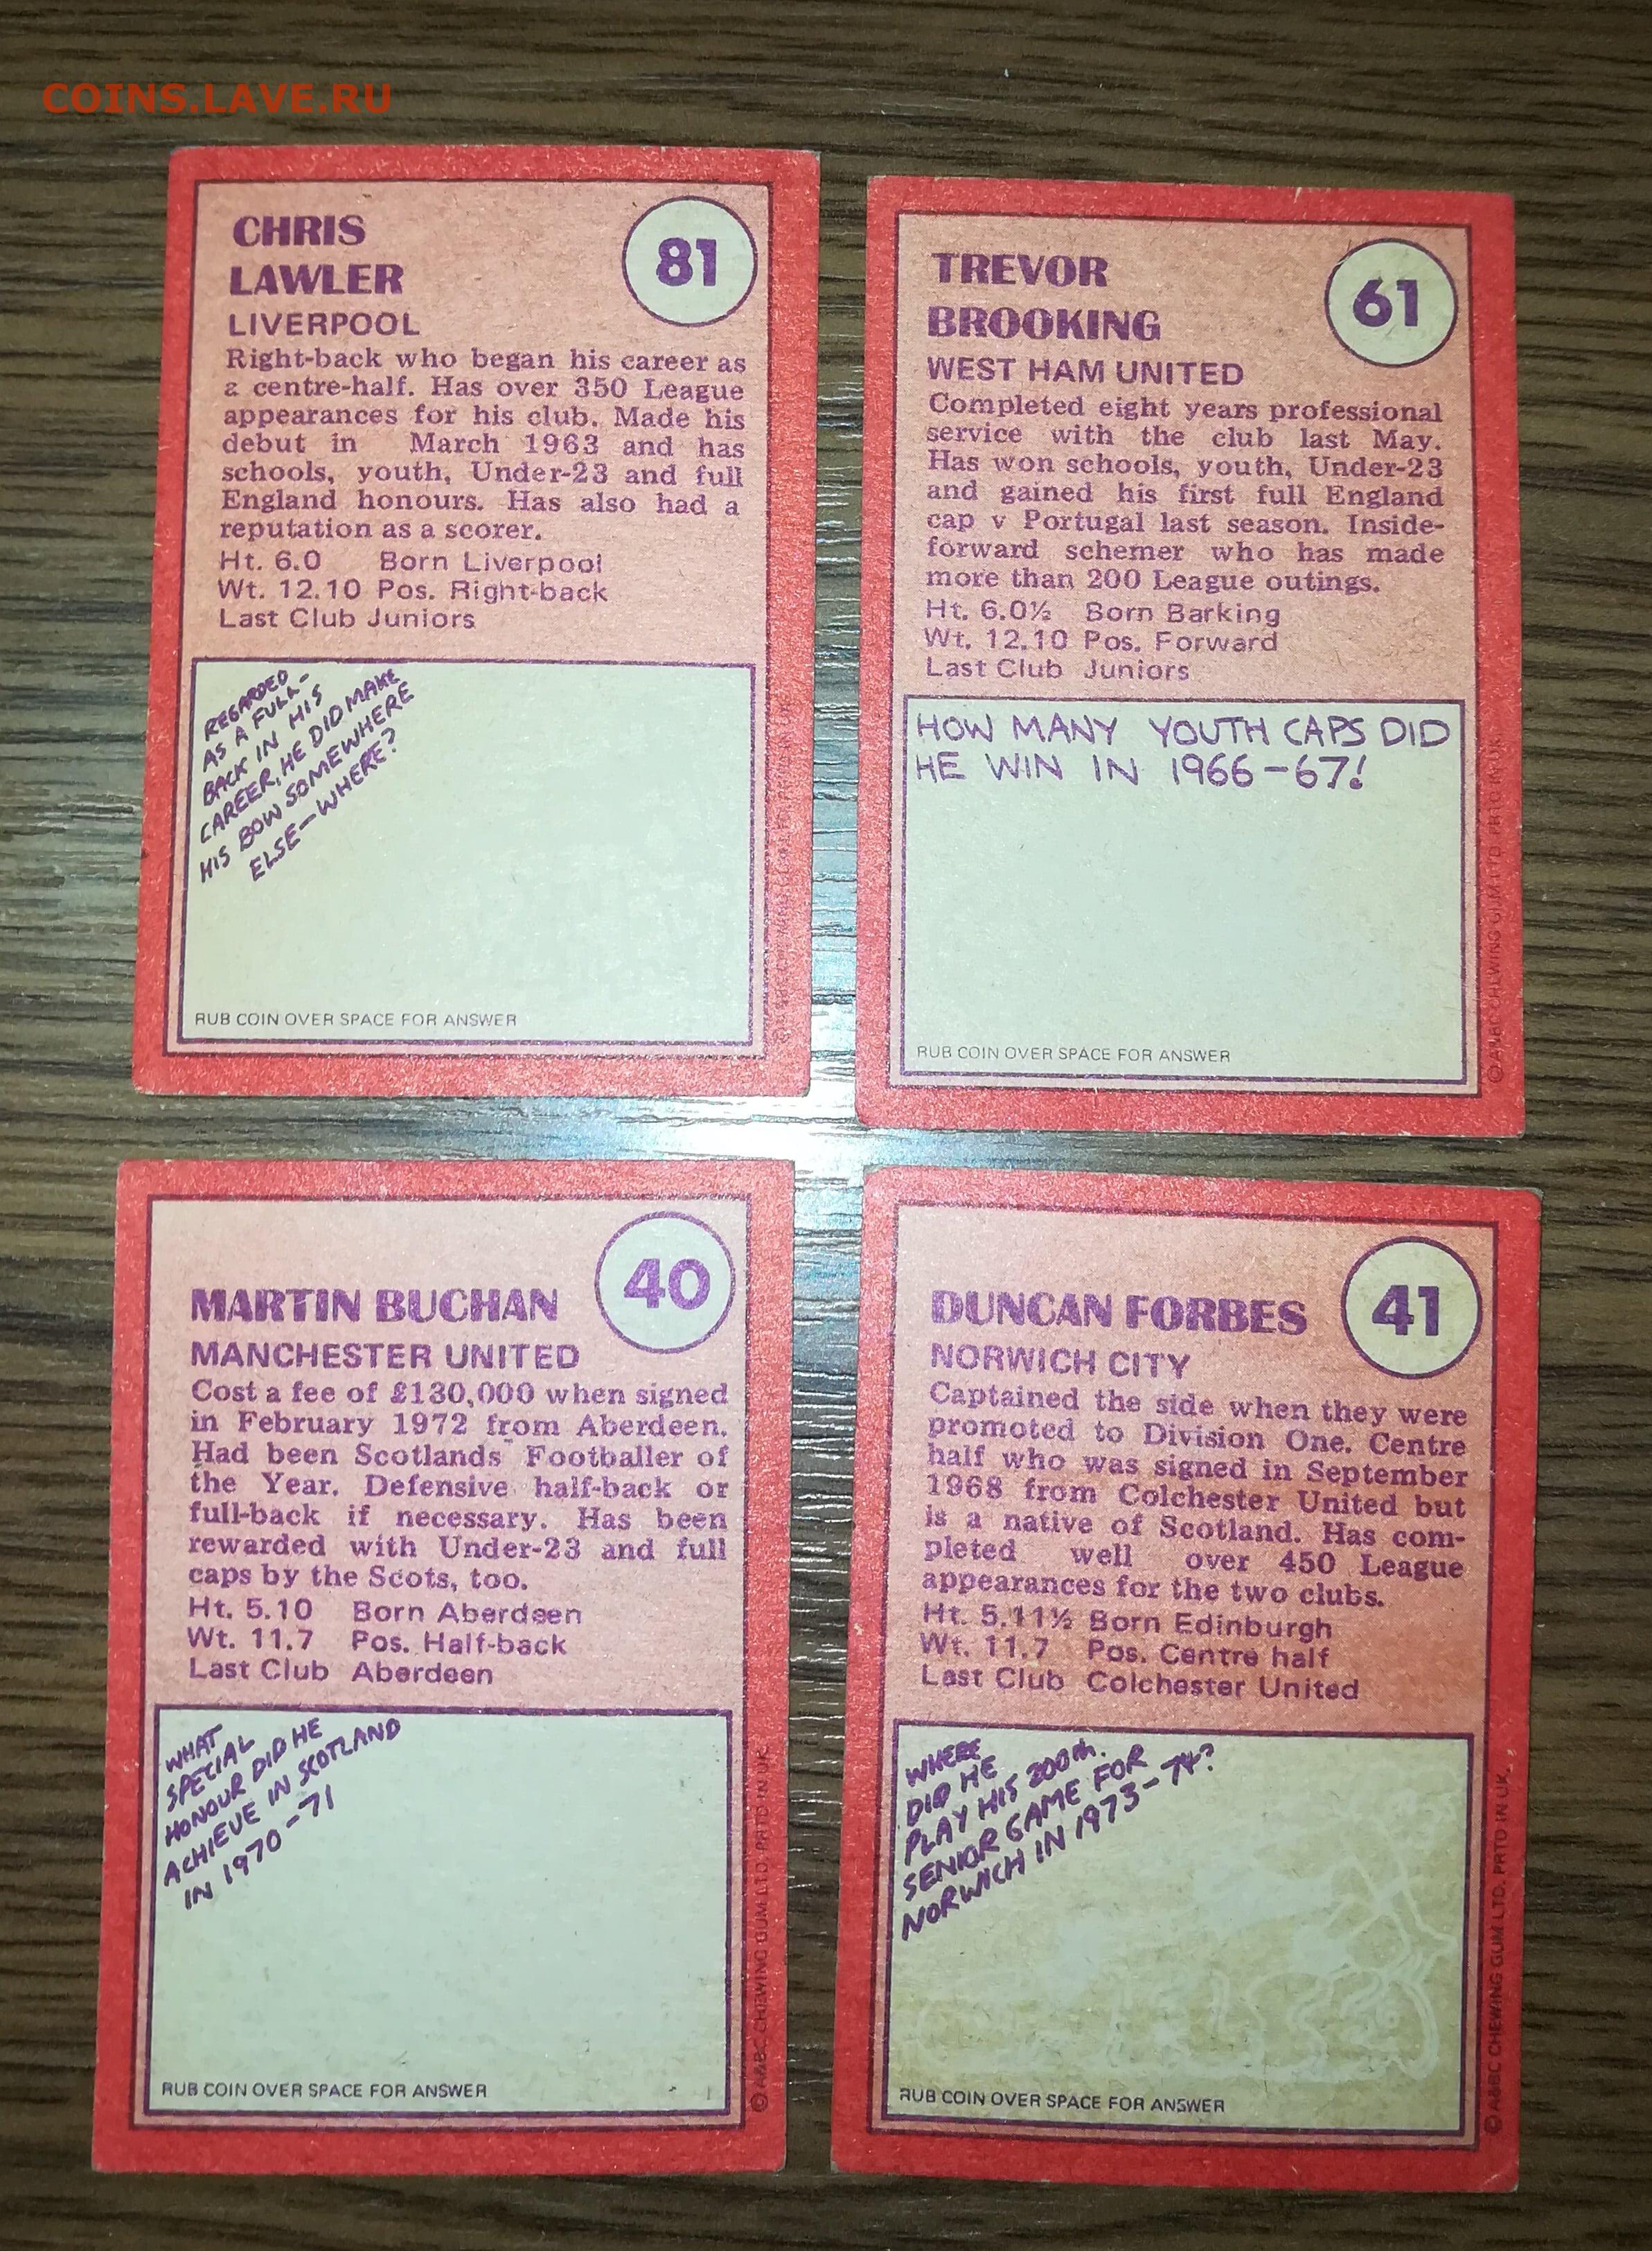 COINS.LAVE.RU
CHRIS
LAWLER
81
LIVERPOOL
Right-back who began his career as
a centre-half. Has over 350 League
appearances for his club. Made his
debut in March 1963 and has
schools, youth, Under-23 and full
England honours. Has also had a
reputation as a scorer.
Ht. 6.0 Born Liverpool
Wt. 12.10 Pos. Right-back
Last Club Juniors
REGARDED
AS A FULL-
BACK IN HIS
CAREER, HE DID MAKE
HIS BOW SOMEWHERE
ELSE—WHERE?
RUB COIN OVER SPACE FOR ANSWER
TREVOR
BROOKING
61
WEST HAM UNITED
Completed eight years professional
service with the club last May.
Has won schools, youth, Under-23
and gained his first full England
cap v Portugal last season. Inside-
forward schemer who has made
more than 200 League outings.
Ht. 6.0½ Born Barking
Wt. 12.10 Pos. Forward
Last Club Juniors
HOW MANY YOUTH CAPS DID
HE WIN IN 1966-67!
RUB COIN OVER SPACE FOR ANSWER
© A&BC CHEWING GUM LTD. PRTD IN UK.
MARTIN BUCHAN
40
MANCHESTER UNITED
Cost a fee of £130,000 when signed
in February 1972 from Aberdeen.
Had been Scotlands Footballer of
the Year. Defensive half-back or
full-back if necessary. Has been
rewarded with Under-23 and full
caps by the Scots, too.
Ht. 5.10 Born Aberdeen
Wt. 11.7 Pos. Half-back
Last Club Aberdeen
WHAT
SPECIAL
HONOUR DID HE
ACHIEVE IN SCOTLAND
IN 1970-71
RUB COIN OVER SPACE FOR ANSWER
© A&BC CHEWING GUM LTD. PRTD IN UK.
DUNCAN FORBES
41
NORWICH CITY
Captained the side when they were
promoted to Division One. Centre
half who was signed in September
1968 from Colchester United but
is a native of Scotland. Has com-
pleted well over 450 League
appearances for the two clubs.
Ht. 5.11½ Born Edinburgh
Wt. 11.7 Pos. Centre half
Last Club Colchester United
WHERE
DID HE
PLAY HIS 200th.
SENIOR GAME FOR
NORWICH IN 1973-74?
RUB COIN OVER SPACE FOR ANSWER
© A&BC CHEWING GUM LTD. PRTD IN UK.